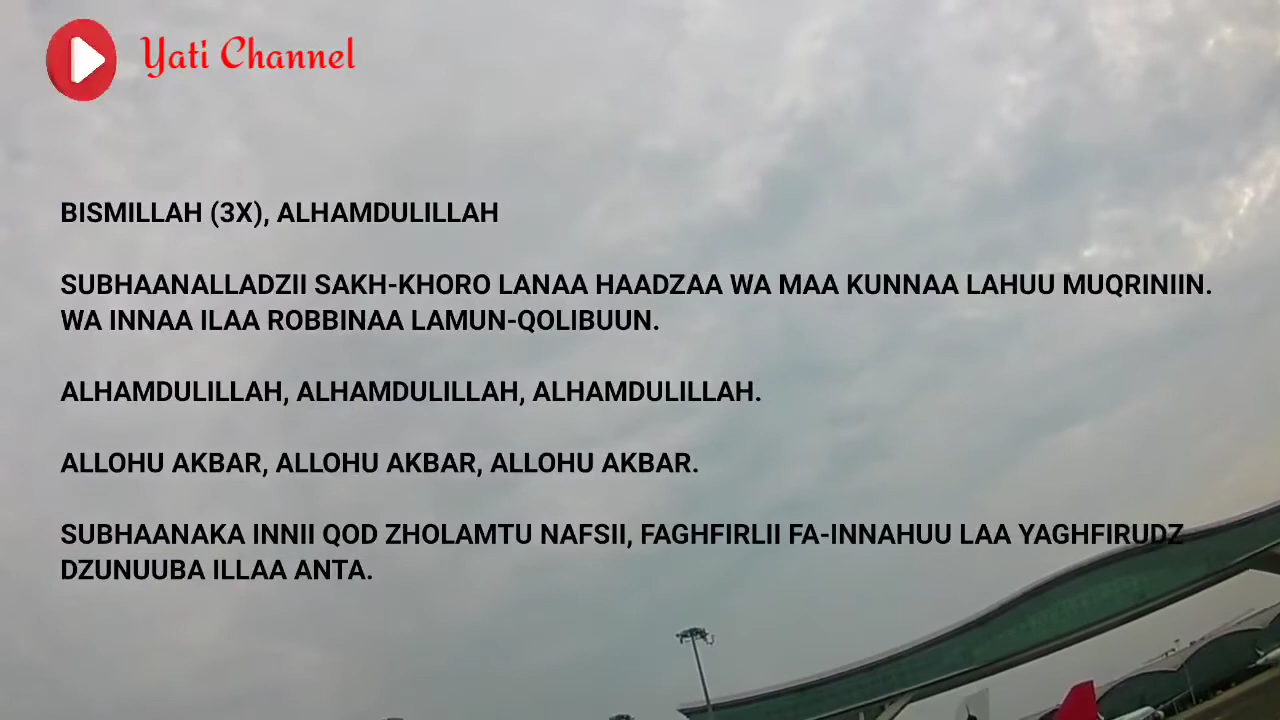 Yati Channel
BISMILLAH (3X), ALHAMDULILLAH
SUBHAANALLADZII SAKH-KHORO LANAA HAADZAA WA MAA KUNNAA LAHUU MUQRINIIN.
WA INNAA ILAA ROBBINAA LAMUN-QOLIBUUN.
ALHAMDULILLAH, ALHAMDULILLAH, ALHAMDULILLAH.
ALLOHU AKBAR, ALLOHU AKBAR, ALLOHU AKBAR.
SUBHAANAKA INNII QOD ZHOLAMTU NAFSII, FAGHFIRLII FA-INNAHUU LAA YAGHFIRUDZ
DZUNUUBA ILLAA ANTA.